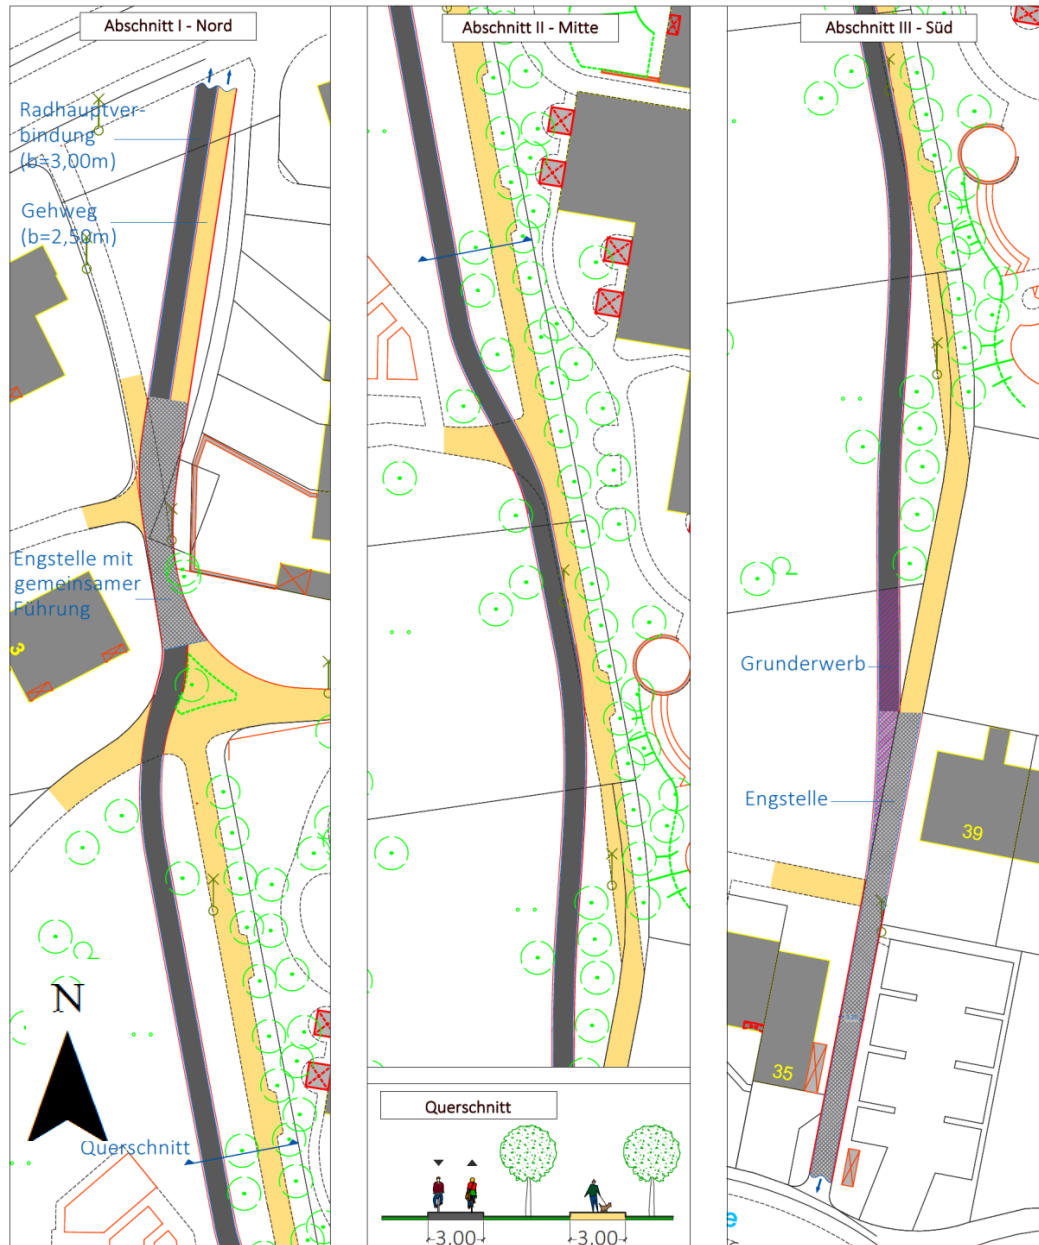 Abschnitt I - Nord
Radhauptver-
bindung
(b=3,00m)
Gehweg
(b=2,50m)
Engstelle mit
gemeinsamer
Führung
3
N
Querschnitt
Abschnitt II - Mitte
Querschnitt
3,00
3,00
Abschnitt III - Süd
Grunderwerb
Engstelle
39
35
e